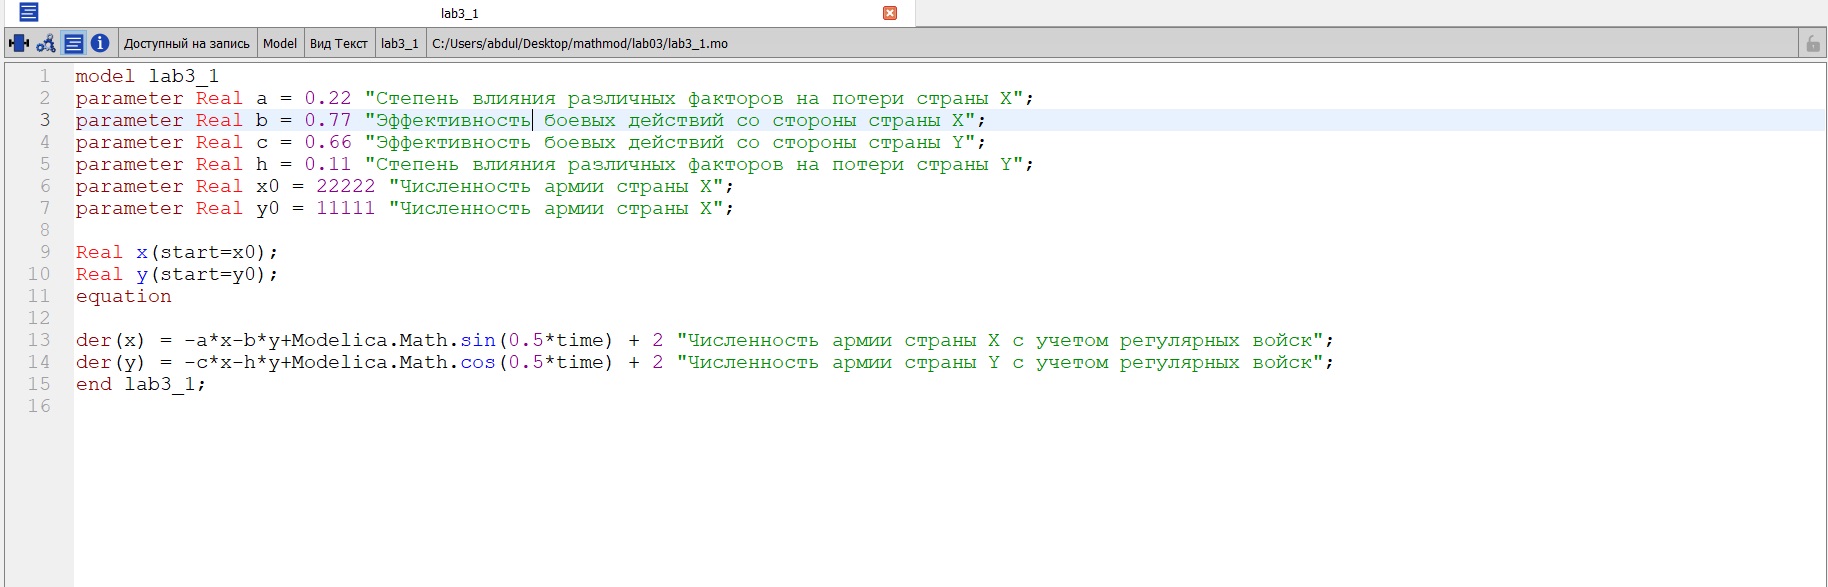 lab3_1
Доступный на запись Model Вид Текст lab3_1 C:/Users/abdul/Desktop/mathmod/lab03/lab3_1.mo
1 model lab3_1
2 parameter Real a = 0.22 "Степень влияния различных факторов на потери страны X";
3 parameter Real b = 0.77 "Эффективность боевых действий со стороны страны X";
4 parameter Real c = 0.66 "Эффективность боевых действий со стороны страны Y";
5 parameter Real h = 0.11 "Степень влияния различных факторов на потери страны Y";
6 parameter Real x0 = 22222 "Численность армии страны X";
7 parameter Real y0 = 11111 "Численность армии страны X";
8
9 Real x(start=x0);
10 Real y(start=y0);
11 equation
12
13 der(x) = -a*x-b*y+Modelica.Math.sin(0.5*time) + 2 "Численность армии страны X с учетом регулярных войск";
14 der(y) = -c*x-h*y+Modelica.Math.cos(0.5*time) + 2 "Численность армии страны Y с учетом регулярных войск";
15 end lab3_1;
16